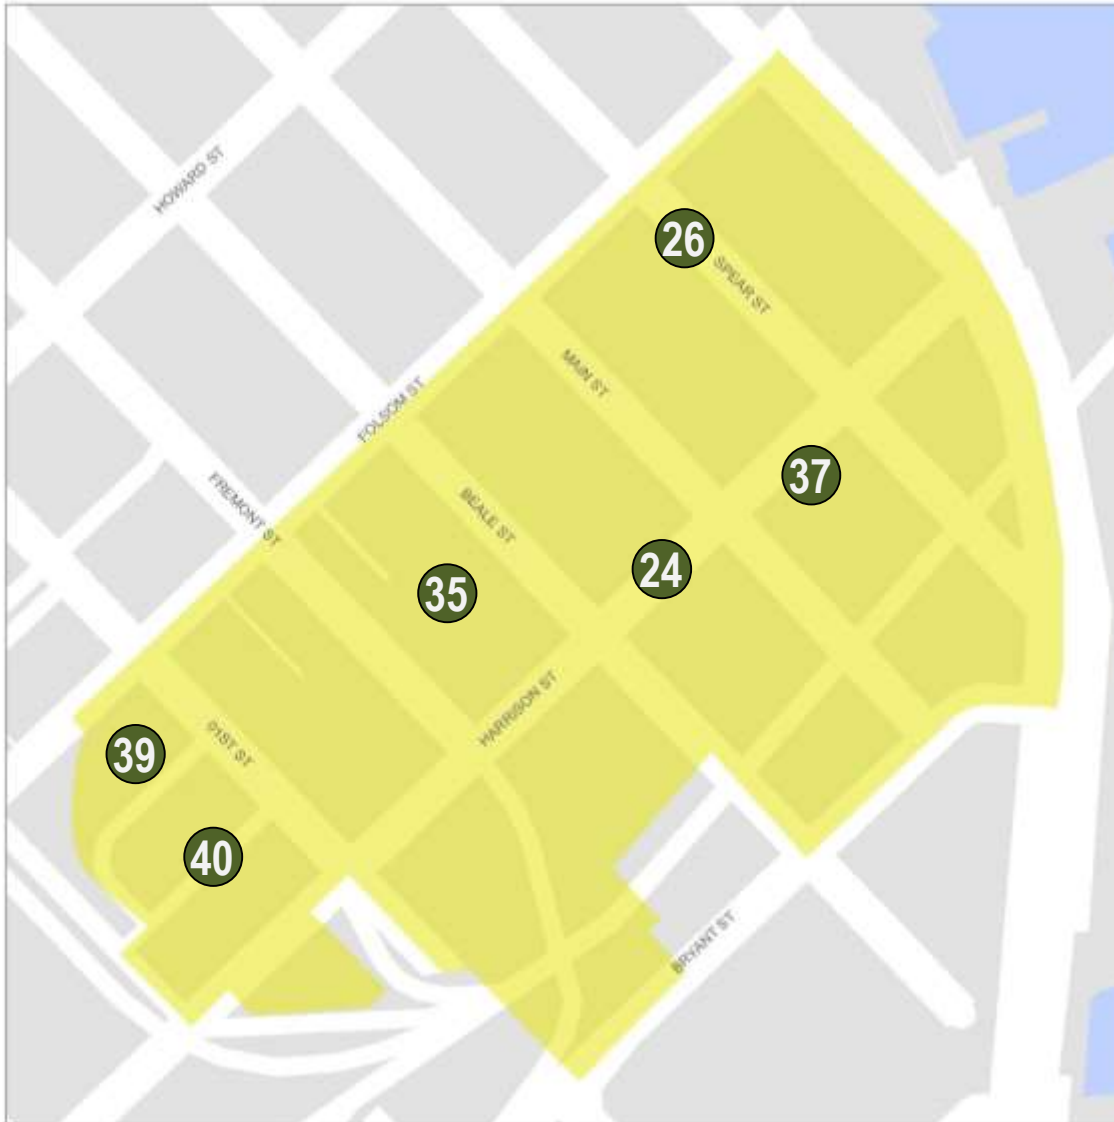 HOWARD ST
26
SPEAR ST
MAIN ST
FOLSOM ST
37
FREMONT ST
BEALE ST
24
35
HARRISON ST
01ST ST
39
40
BRYANT ST